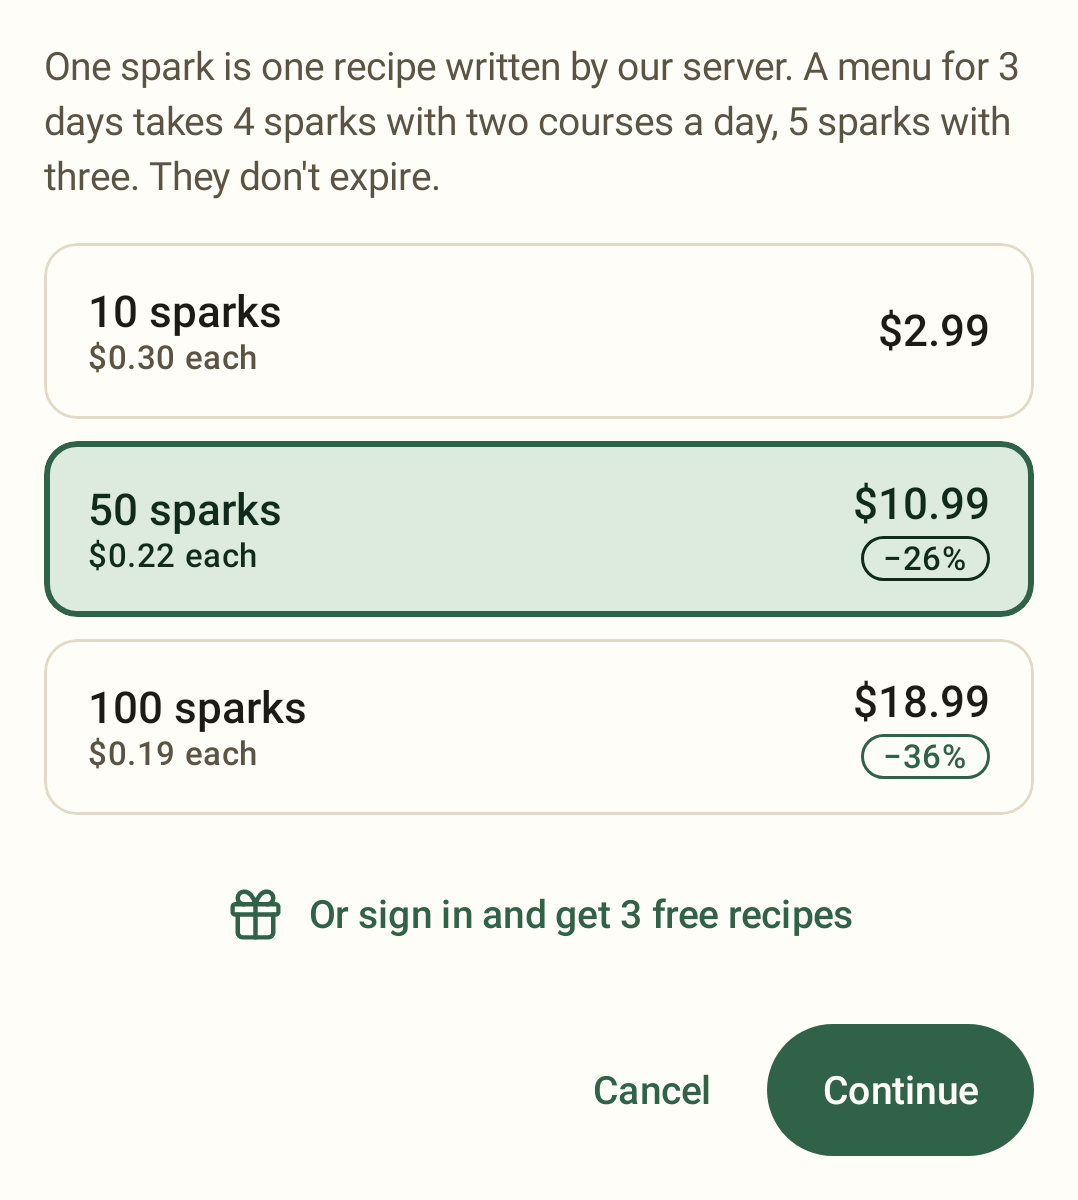 One spark is one recipe written by our server. A menu for 3
days takes 4 sparks with two courses a day, 5 sparks with
three. They don't expire.
10 sparks
$0.30 each
$2.99
50 sparks
$0.22 each
$10.99
−26%
100 sparks
$0.19 each
$18.99
−36%
Or sign in and get 3 free recipes
Cancel
Continue